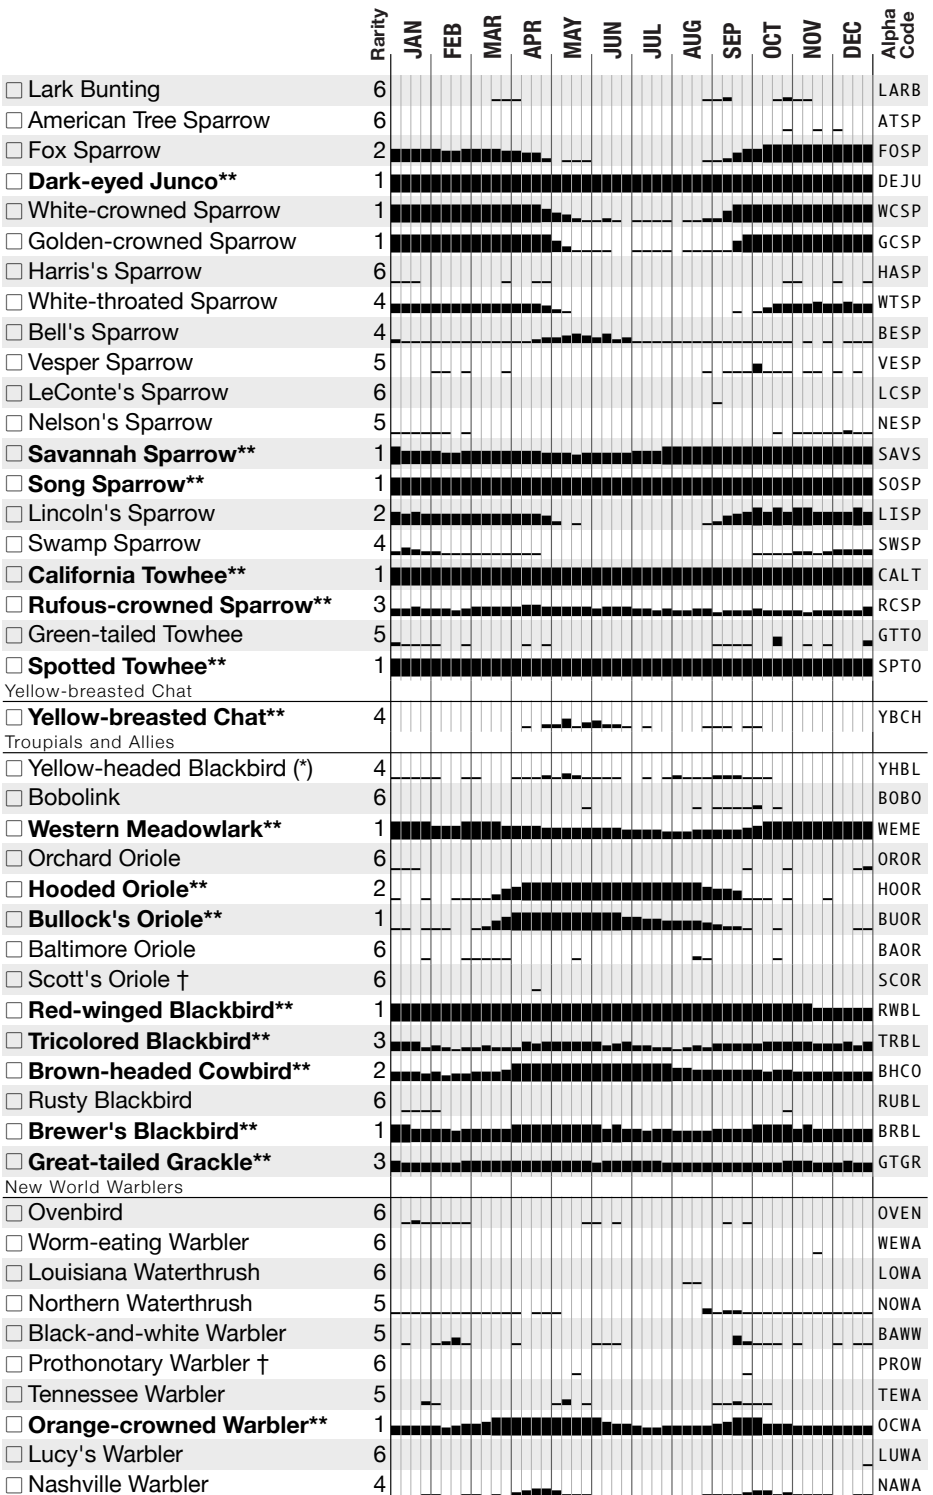 Rarity JAN FEB MAR APR MAY JUN JUL AUG SEP OCT NOV DEC Alpha Code
□ Lark Bunting 6 LARB
□ American Tree Sparrow 6 ATSP
□ Fox Sparrow 2 FOSP
□ Dark-eyed Junco** 1 DEJU
□ White-crowned Sparrow 1 WCSP
□ Golden-crowned Sparrow 1 GCSP
□ Harris's Sparrow 6 HASP
□ White-throated Sparrow 4 WTSP
□ Bell's Sparrow 4 BESP
□ Vesper Sparrow 5 VESP
□ LeConte's Sparrow 6 LCSP
□ Nelson's Sparrow 5 NESP
□ Savannah Sparrow** 1 SAVS
□ Song Sparrow** 1 SOSP
□ Lincoln's Sparrow 2 LISP
□ Swamp Sparrow 4 SWSP
□ California Towhee** 1 CALT
□ Rufous-crowned Sparrow** 3 RCSP
□ Green-tailed Towhee 5 GTTO
□ Spotted Towhee** 1 SPTO
Yellow-breasted Chat
□ Yellow-breasted Chat** 4 YBCH
Troupials and Allies
□ Yellow-headed Blackbird (*) 4 YHBL
□ Bobolink 6 BOBO
□ Western Meadowlark** 1 WEME
□ Orchard Oriole 6 OROR
□ Hooded Oriole** 2 HOOR
□ Bullock's Oriole** 1 BUOR
□ Baltimore Oriole 6 BAOR
□ Scott's Oriole † 6 SCOR
□ Red-winged Blackbird** 1 RWBL
□ Tricolored Blackbird** 3 TRBL
□ Brown-headed Cowbird** 2 BHCO
□ Rusty Blackbird 6 RUBL
□ Brewer's Blackbird** 1 BRBL
□ Great-tailed Grackle** 3 GTGR
New World Warblers
□ Ovenbird 6 OVEN
□ Worm-eating Warbler 6 WEWA
□ Louisiana Waterthrush 6 LOWA
□ Northern Waterthrush 5 NOWA
□ Black-and-white Warbler 5 BAWW
□ Prothonotary Warbler † 6 PROW
□ Tennessee Warbler 5 TEWA
□ Orange-crowned Warbler** 1 OCWA
□ Lucy's Warbler 6 LUWA
□ Nashville Warbler 4 NAWA